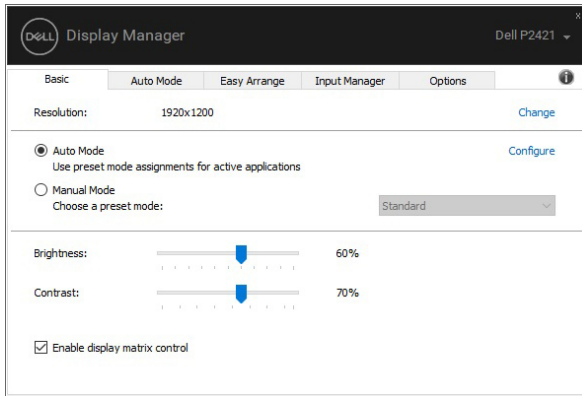 DELL Display Manager
Dell P2421
Basic Auto Mode Easy Arrange Input Manager Options
Resolution: 1920x1200 Change
Auto Mode Configure
Use preset mode assignments for active applications
Manual Mode
Choose a preset mode: Standard
Brightness: 60%
Contrast: 70%
Enable display matrix control